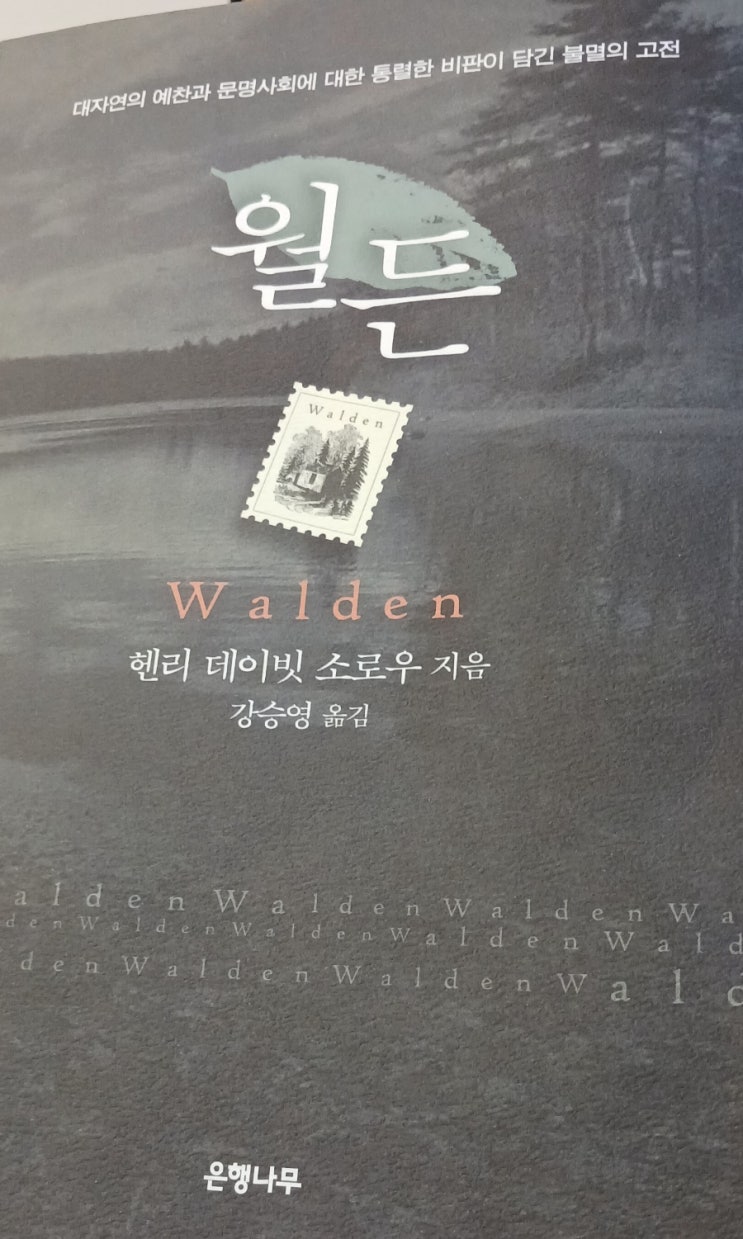 대자연의 예찬과 문명사회에 대한 통렬한 비판이 담긴 불멸의 고전
월든
Walden
Walden
헨리 데이빗 소로우 지음
강승영 옮김
alden Walden Walden Wa
den Walden Walden Walden Wald
den Walden Walden Wald
은행나무